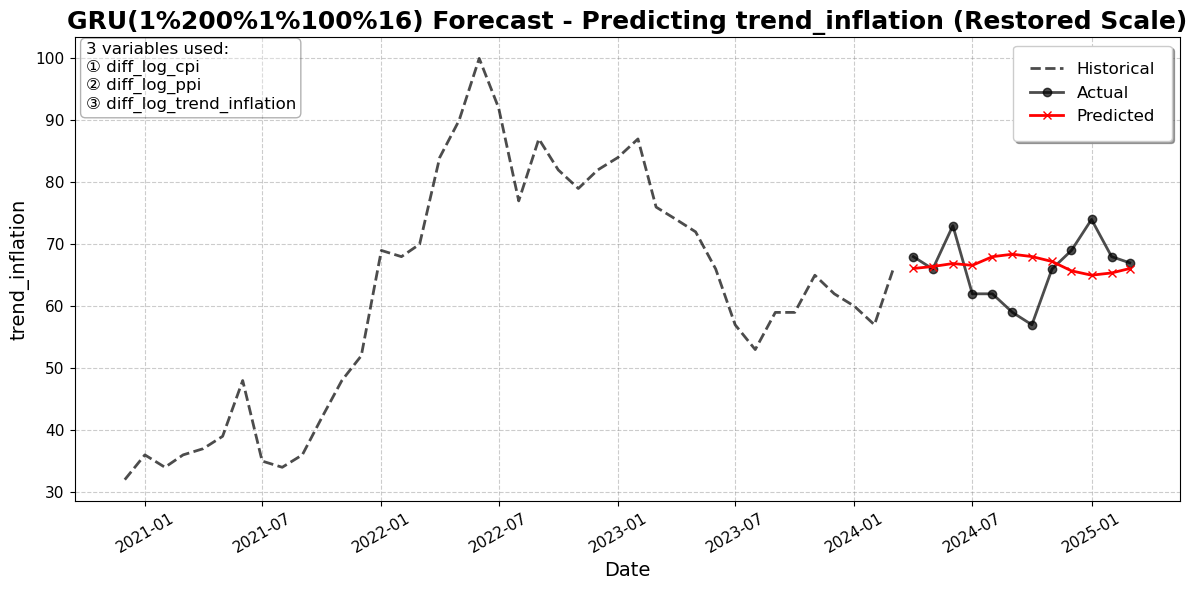 GRU(1%200%1%100%16) Forecast - Predicting trend_inflation (Restored Scale)
3 variables used:
① diff_log_cpi
② diff_log_ppi
③ diff_log_trend_inflation
Historical
Actual
Predicted
trend_inflation
100
90
80
70
60
50
40
30
2021-01
2021-07
2022-01
2022-07
2023-01
2023-07
2024-01
2024-07
2025-01
Date